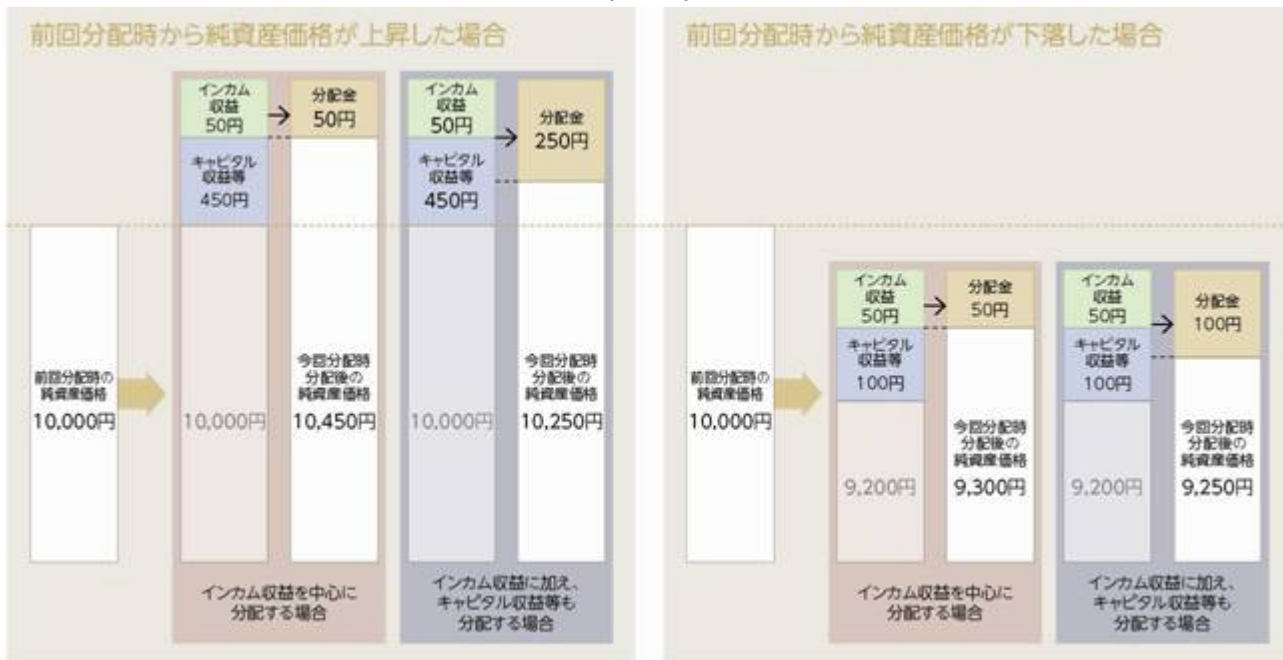 前回分配時から純資産価格が上昇した場合
インカム
収益
50円
→
分配金
50円
キャピタル
収益等
450円
インカム
収益
50円
→
分配金
250円
キャピタル
収益等
450円
前回分配時の
純資産価格
10,000円
10,000円
今回分配時
分配後の
純資産価格
10,450円
10,000円
今回分配時
分配後の
純資産価格
10,250円
インカム収益を中心に
分配する場合
インカム収益に加え、
キャピタル収益等も
分配する場合
前回分配時から純資産価格が下落した場合
インカム
収益
50円
→
分配金
50円
キャピタル
収益等
100円
インカム
収益
50円
→
分配金
100円
キャピタル
収益等
100円
前回分配時の
純資産価格
10,000円
9,200円
今回分配時
分配後の
純資産価格
9,300円
9,200円
今回分配時
分配後の
純資産価格
9,250円
インカム収益を中心に
分配する場合
インカム収益に加え、
キャピタル収益等も
分配する場合